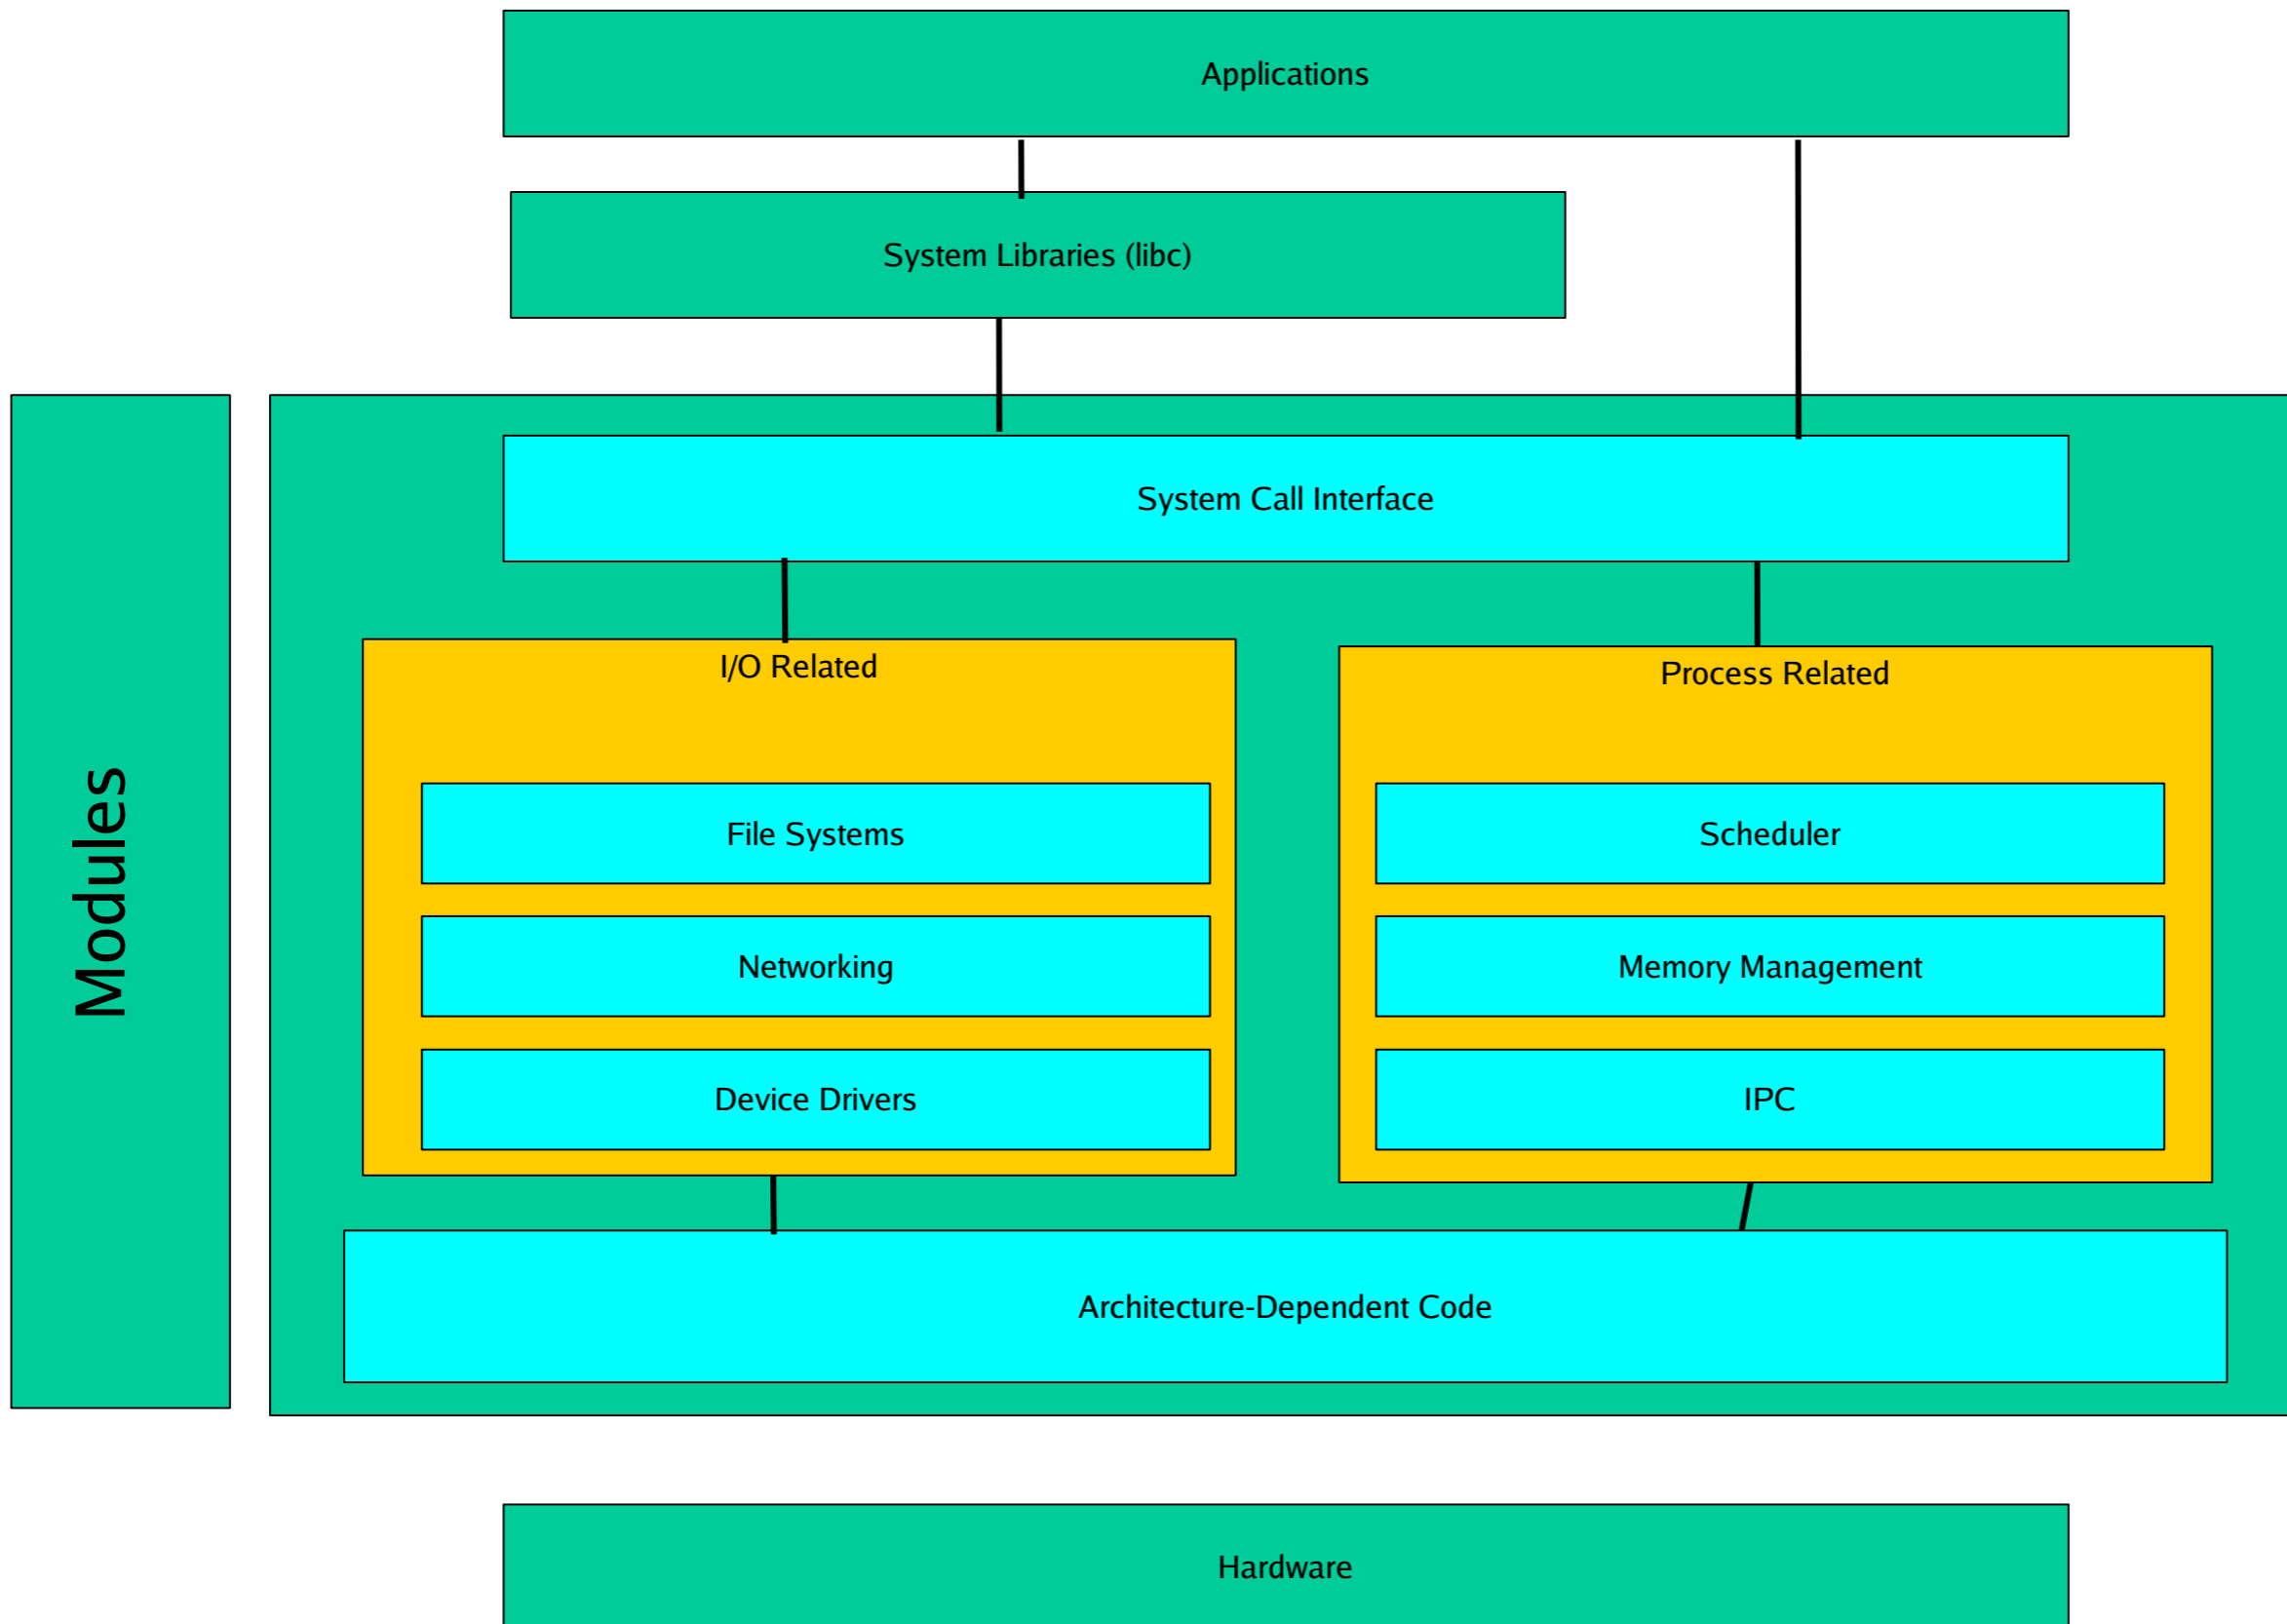 Applications
System Libraries (libc)
Modules
System Call Interface
I/O Related
File Systems
Networking
Device Drivers
Process Related
Scheduler
Memory Management
IPC
Architecture-Dependent Code
Hardware